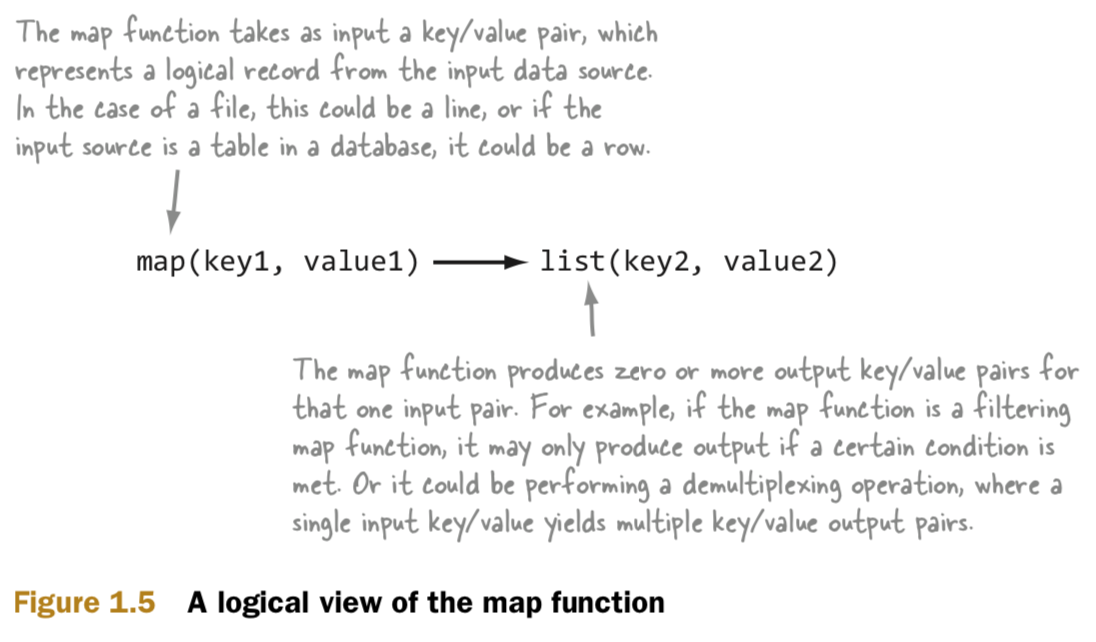 The map function takes as input a key/value pair, which
represents a logical record from the input data source.
In the case of a file, this could be a line, or if the
input source is a table in a database, it could be a row.
map(key1, value1) → list(key2, value2)
The map function produces zero or more output key/value pairs for
that one input pair. For example, if the map function is a filtering
map function, it may only produce output if a certain condition is
met. Or it could be performing a demultiplexing operation, where a
single input key/value yields multiple key/value output pairs.
Figure 1.5 A logical view of the map function